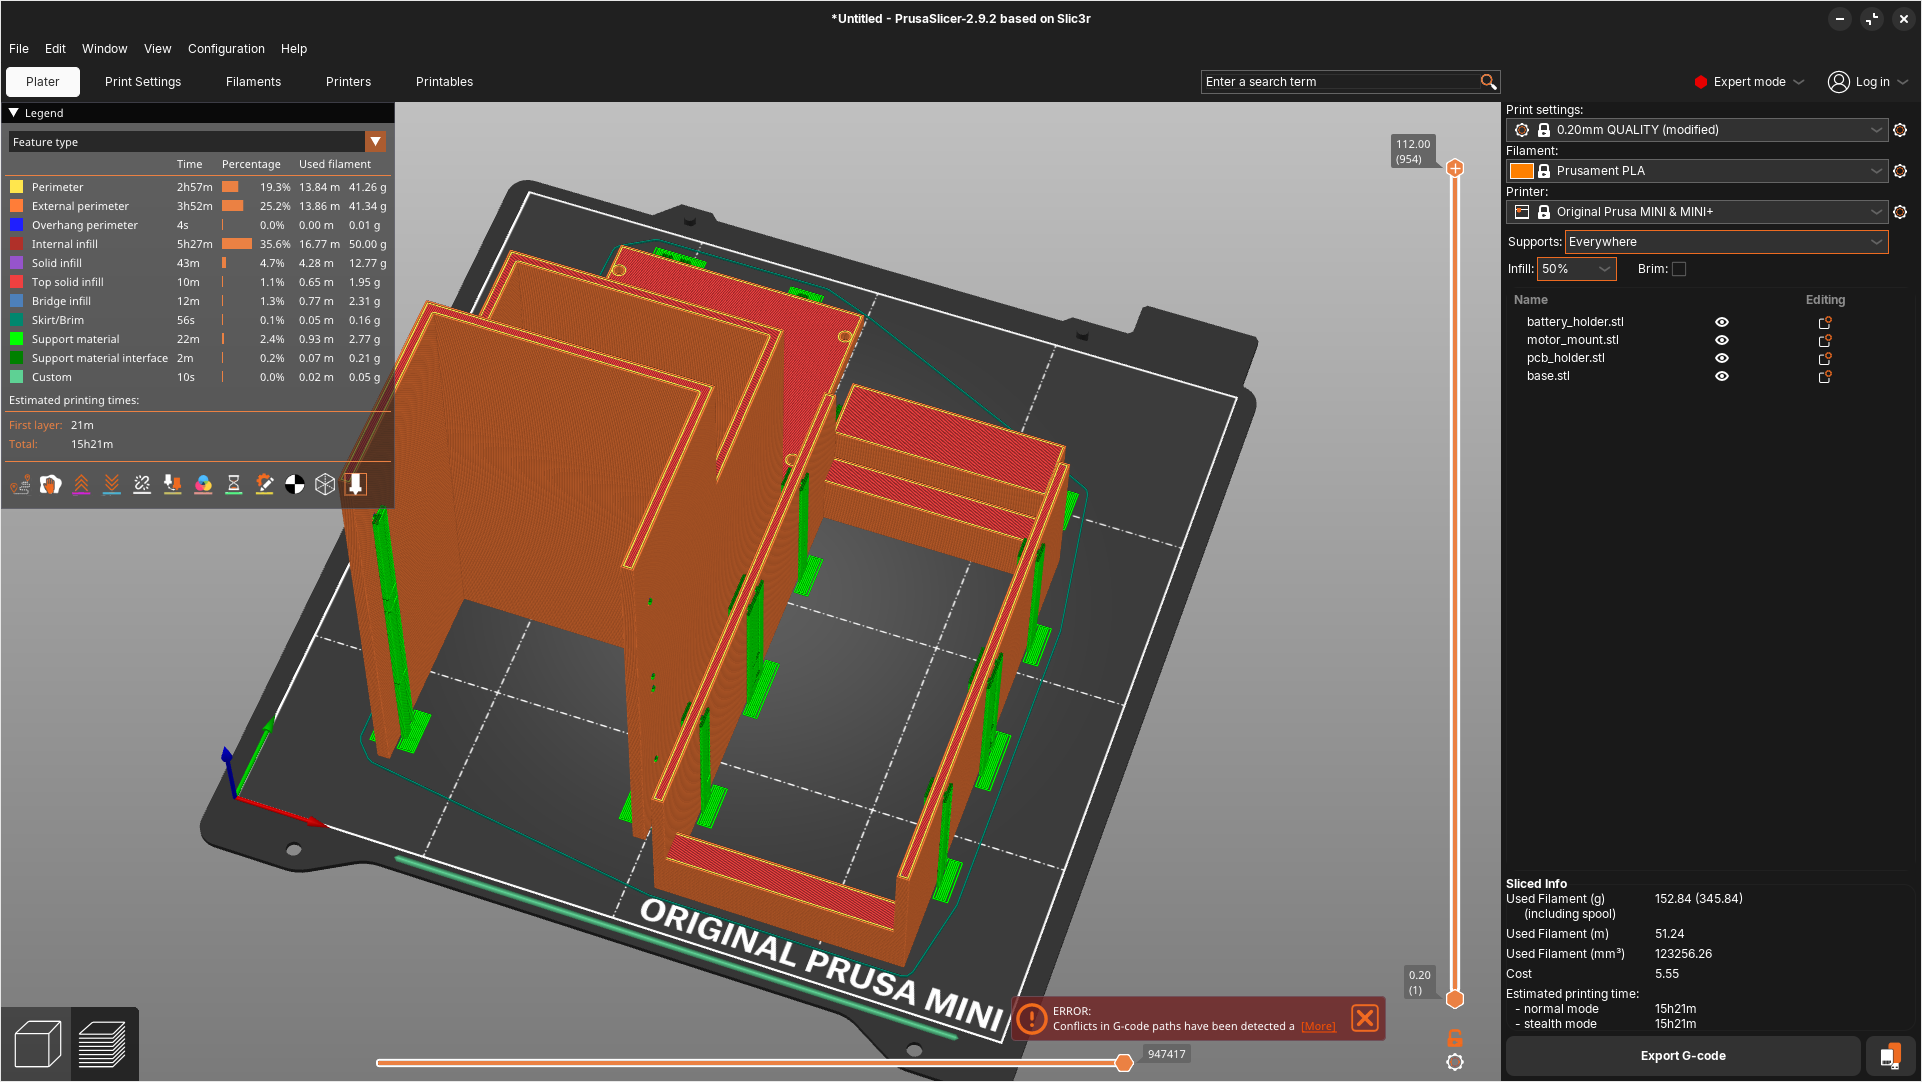 *Untitled - PrusaSlicer-2.9.2 based on Slic3r
File Edit Window View Configuration Help
Plater Print Settings Filaments Printers Printables
Enter a search term
Expert mode
Log in
Legend
Feature type
Time Percentage Used filament
Perimeter 2h57m 19.3% 13.84 m 41.26 g
External perimeter 3h52m 25.2% 13.86 m 41.34 g
Overhang perimeter 4s 0.0% 0.00 m 0.01 g
Internal infill 5h27m 35.6% 16.77 m 50.00 g
Solid infill 43m 4.7% 4.28 m 12.77 g
Top solid infill 10m 1.1% 0.65 m 1.95 g
Bridge infill 12m 1.3% 0.77 m 2.31 g
Skirt/Brim 56s 0.1% 0.05 m 0.16 g
Support material 22m 2.4% 0.93 m 2.77 g
Support material interface 2m 0.2% 0.07 m 0.21 g
Custom 10s 0.0% 0.02 m 0.05 g
Estimated printing times:
First layer: 21m
Total: 15h21m
112.00
(954)
0.20
(1)
ORIGINAL PRUSA MINI
ERROR:
Conflicts in G-code paths have been detected a [More]
947417
Print settings:
0.20mm QUALITY (modified)
Filament:
Prusament PLA
Printer:
Original Prusa MINI & MINI+
Supports: Everywhere
Infill: 50% Brim:
Name Editing
battery_holder.stl
motor_mount.stl
pcb_holder.stl
base.stl
Sliced Info
Used Filament (g) 152.84 (345.84)
(including spool)
Used Filament (m) 51.24
Used Filament (mm³) 123256.26
Cost 5.55
Estimated printing time:
- normal mode 15h21m
- stealth mode 15h21m
Export G-code